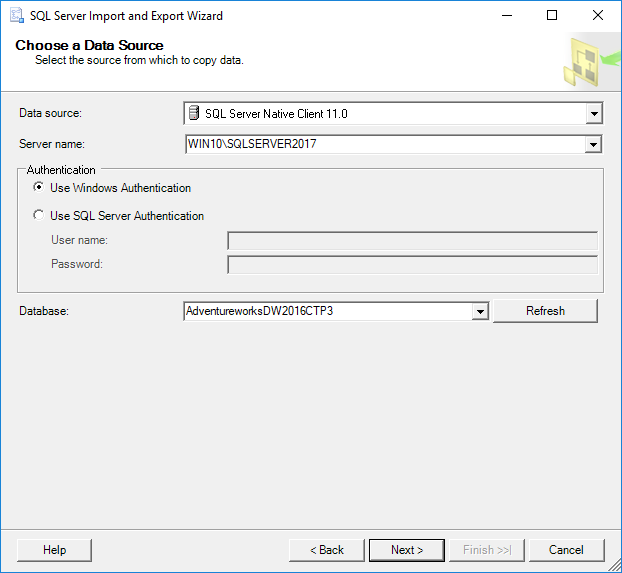 SQL Server Import and Export Wizard
Choose a Data Source
Select the source from which to copy data.
Data source:
SQL Server Native Client 11.0
Server name:
WIN10\SQLSERVER2017
Authentication
Use Windows Authentication
Use SQL Server Authentication
User name:
Password:
Database:
AdventureworksDW2016CTP3
Refresh
Help
< Back
Next >
Finish >>|
Cancel